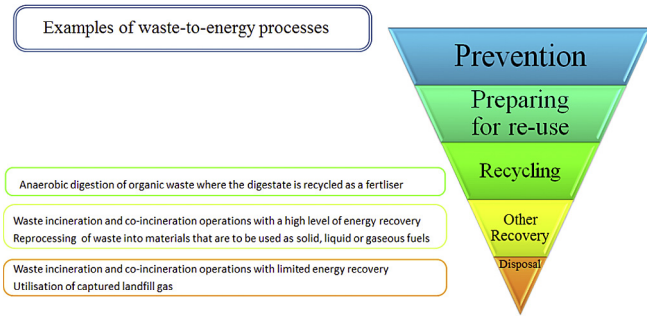 Examples of waste-to-energy processes
Prevention
Preparing
for re-use
Recycling
Anaerobic digestion of organic waste where the digestate is recycled as a fertliser
Other
Recovery
Waste incineration and co-incineration operations with a high level of energy recovery
Reprocessing of waste into materials that are to be used as solid, liquid or gaseous fuels
Disposal
Waste incineration and co-incineration operations with limited energy recovery
Utilisation of captured landfill gas